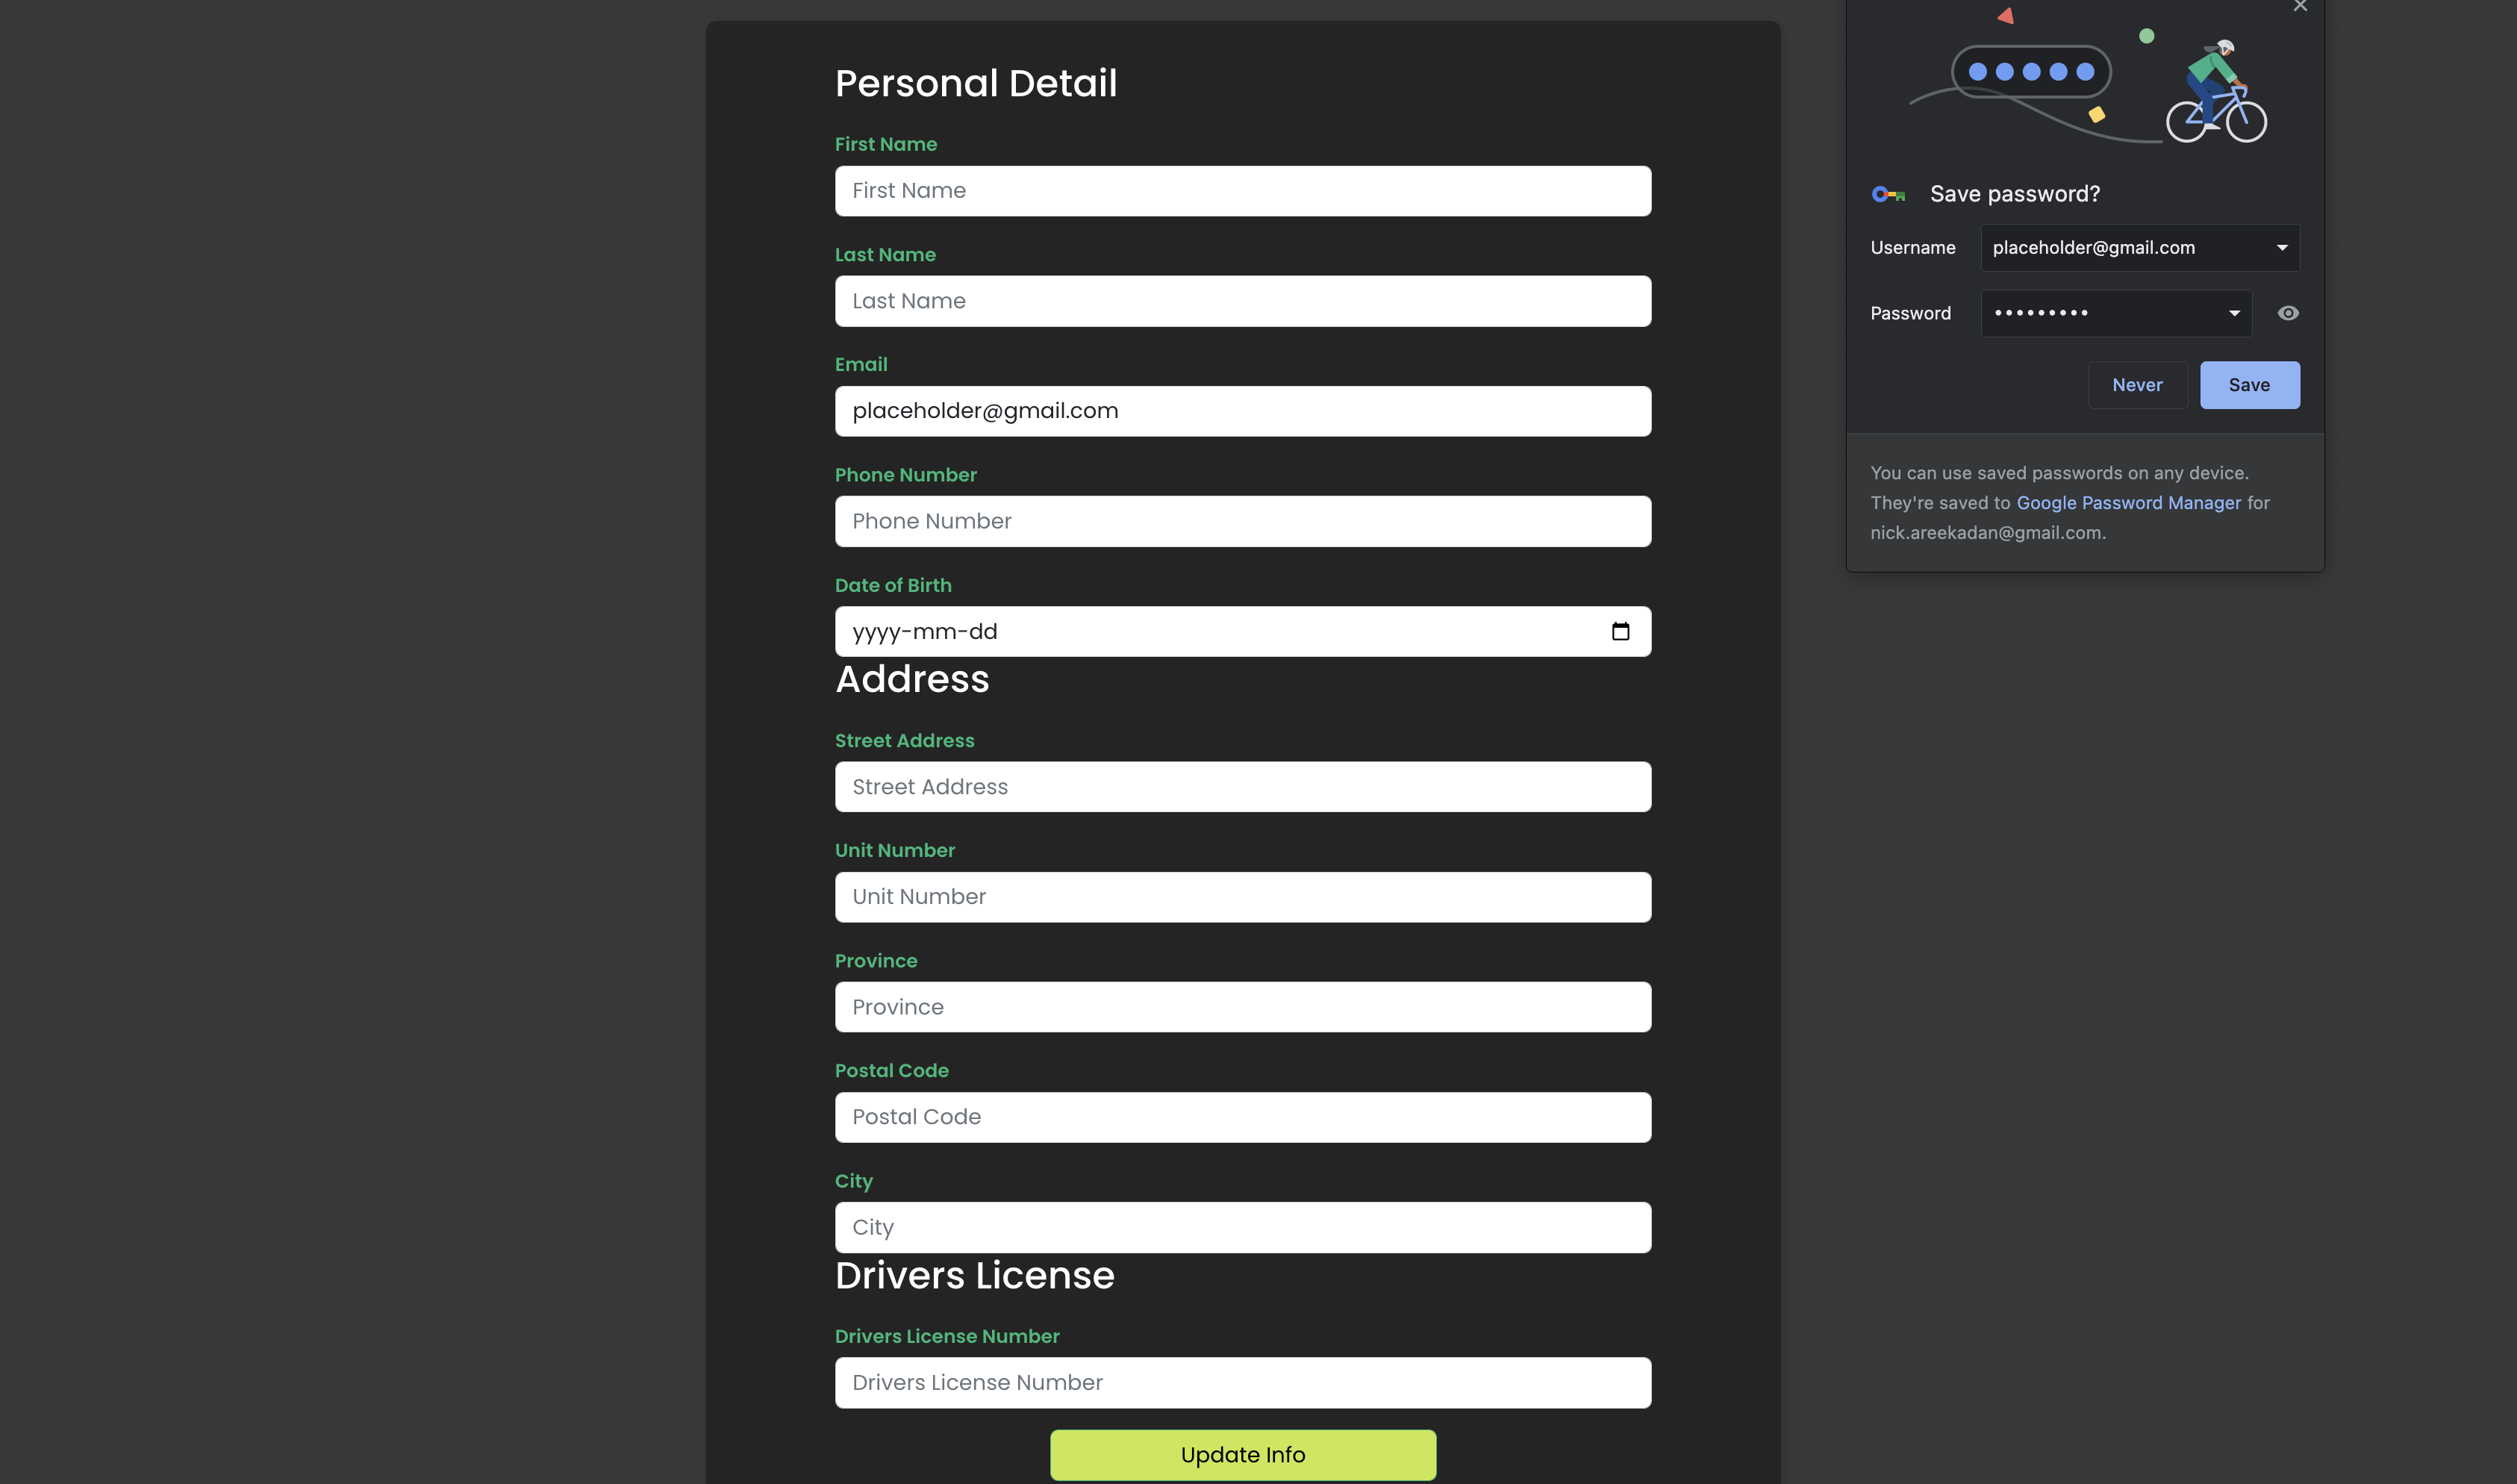 Personal Detail
First Name
First Name
Last Name
Last Name
Email
placeholder@gmail.com
Phone Number
Phone Number
Date of Birth
yyyy-mm-dd
Address
Street Address
Street Address
Unit Number
Unit Number
Province
Province
Postal Code
Postal Code
City
City
Drivers License
Drivers License Number
Drivers License Number
Update Info
Save password?
Username placeholder@gmail.com
Password •••••••••
Never Save
You can use saved passwords on any device.
They're saved to Google Password Manager for
nick.areekadan@gmail.com.